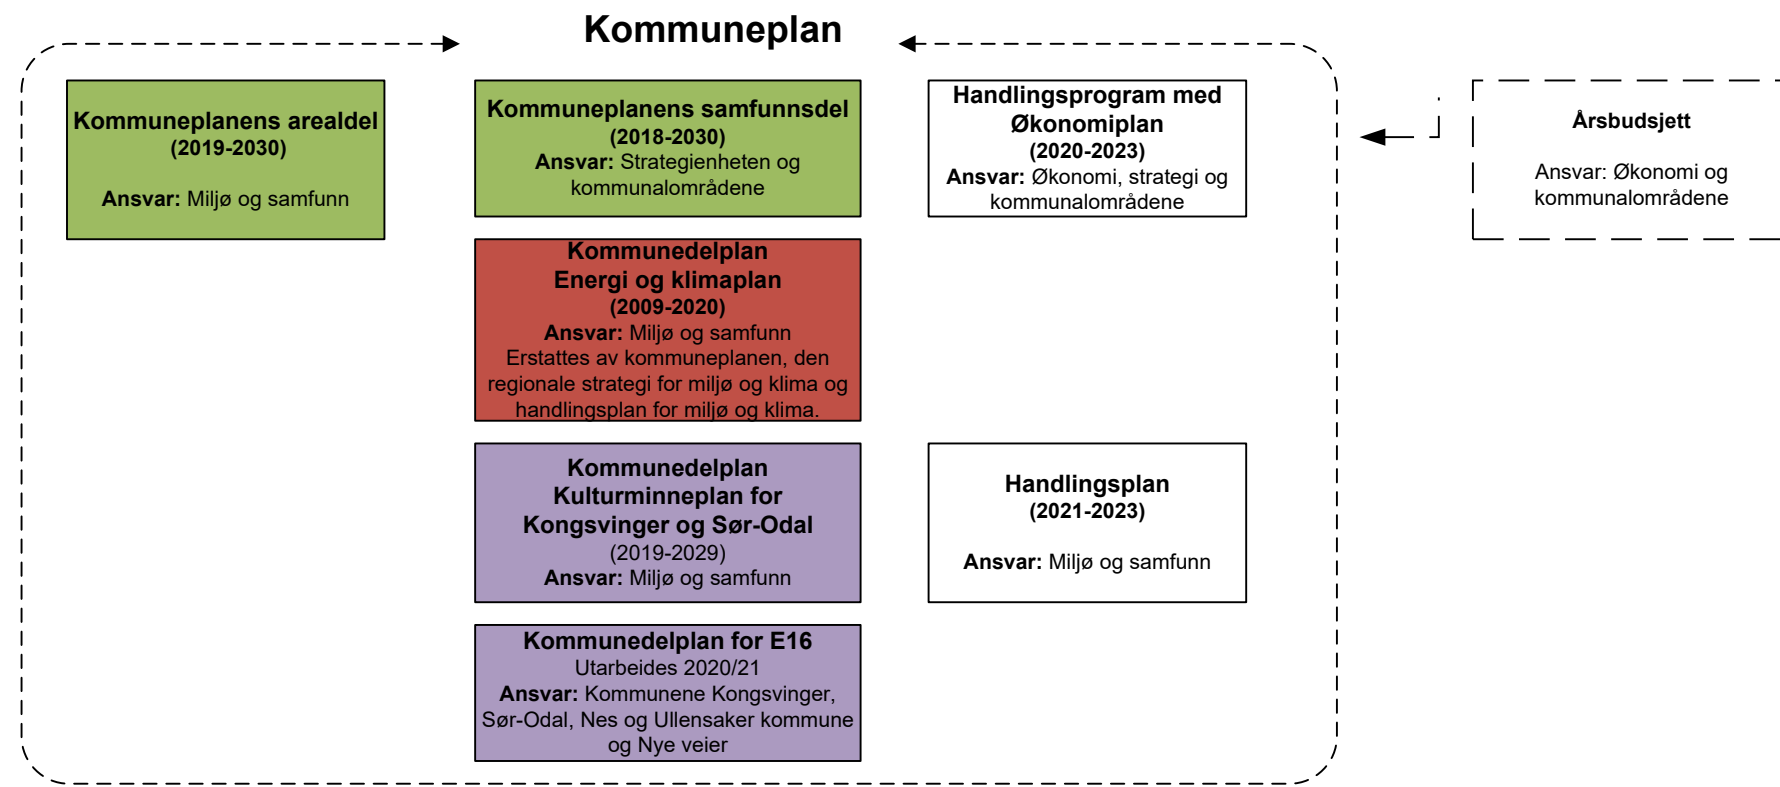 Kommuneplan
Kommuneplanens arealdel
(2019-2030)
Ansvar: Miljø og samfunn
Kommuneplanens samfunnsdel
(2018-2030)
Ansvar: Strategienheten og
kommunalområdene
Handlingsprogram med
Økonomiplan
(2020-2023)
Ansvar: Økonomi, strategi og
kommunalområdene
Årsbudsjett
Ansvar: Økonomi og
kommunalområdene
Kommunedelplan
Energi og klimaplan
(2009-2020)
Ansvar: Miljø og samfunn
Erstattes av kommuneplanen, den
regionale strategi for miljø og klima og
handlingsplan for miljø og klima.
Kommunedelplan
Kulturminneplan for
Kongsvinger og Sør-Odal
(2019-2029)
Ansvar: Miljø og samfunn
Handlingsplan
(2021-2023)
Ansvar: Miljø og samfunn
Kommunedelplan for E16
Utarbeides 2020/21
Ansvar: Kommunene Kongsvinger,
Sør-Odal, Nes og Ullensaker kommune
og Nye veier